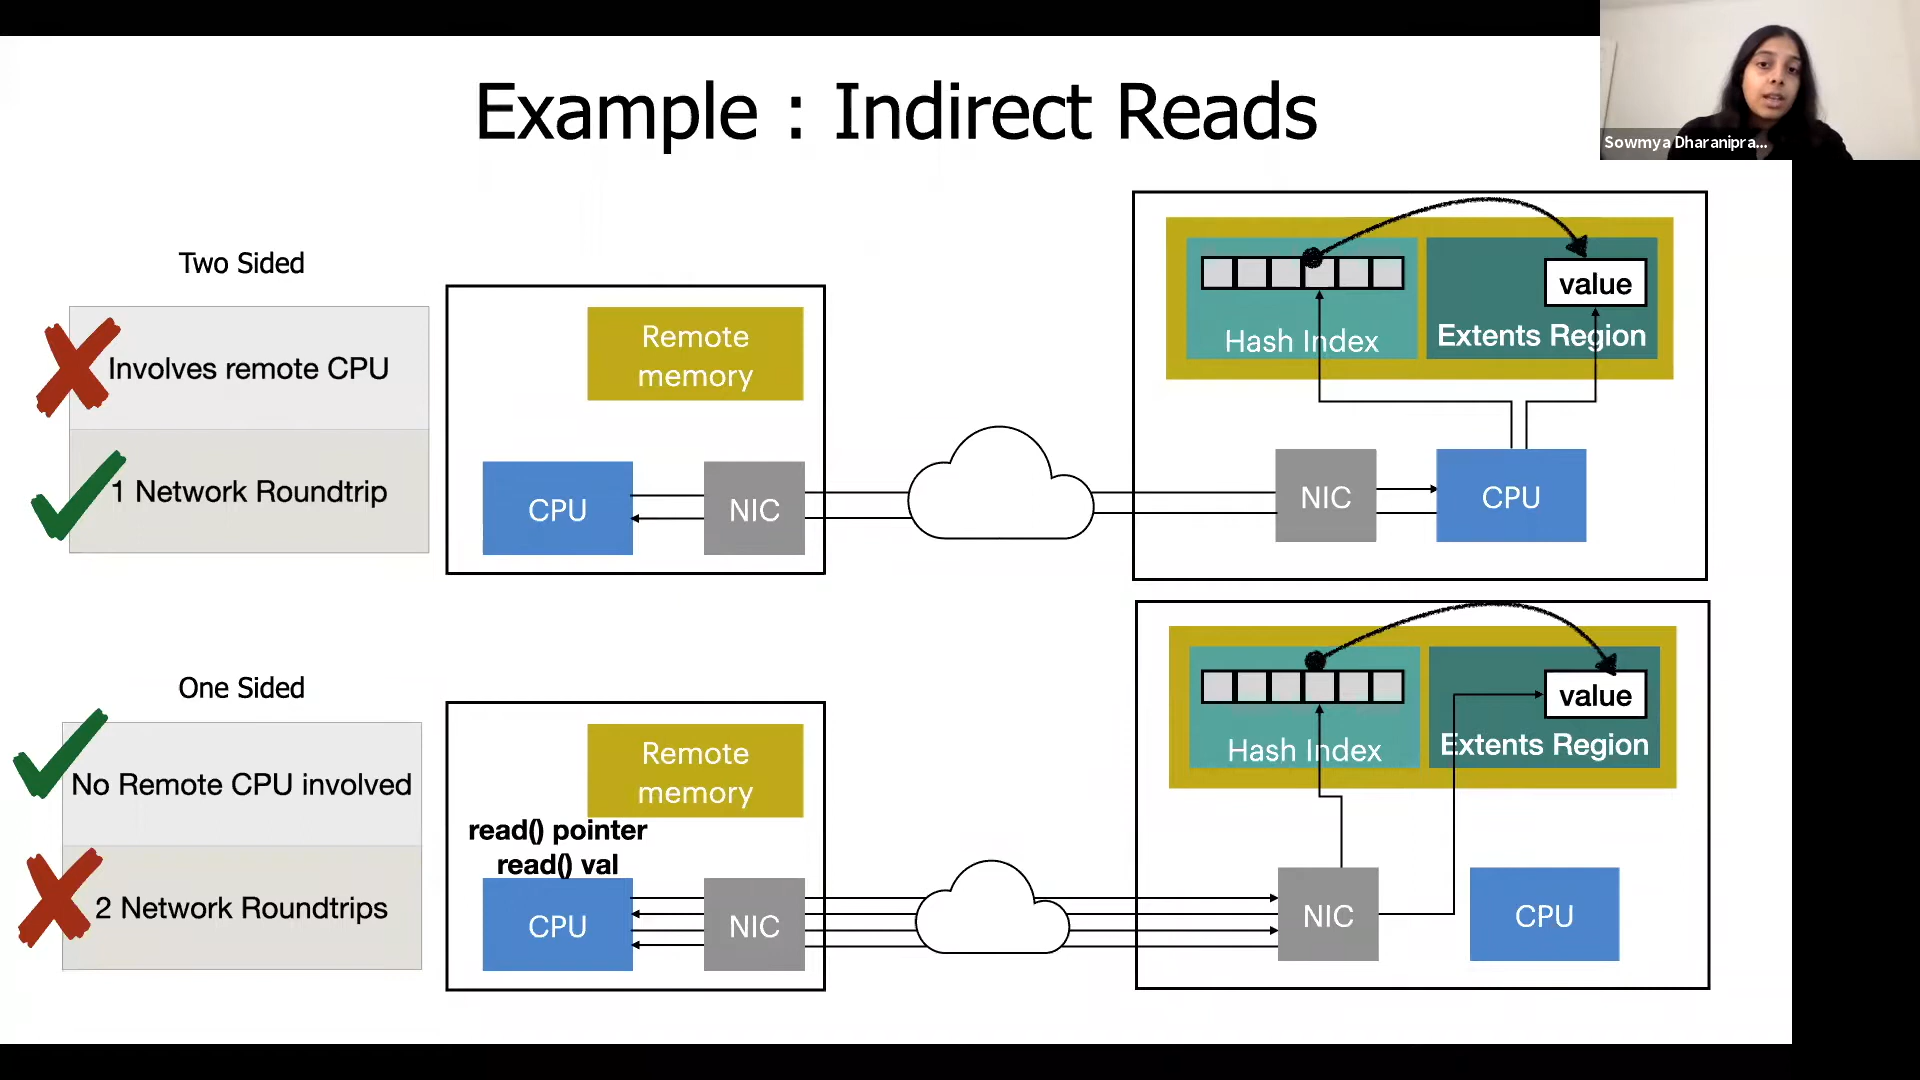 Example : Indirect Reads
Sowmya Dharanipra...
Two Sided
Involves remote CPU
1 Network Roundtrip
Remote
memory
CPU
NIC
value
Hash Index
Extents Region
NIC
CPU
One Sided
No Remote CPU involved
2 Network Roundtrips
Remote
memory
read() pointer
read() val
CPU
NIC
value
Hash Index
Extents Region
NIC
CPU